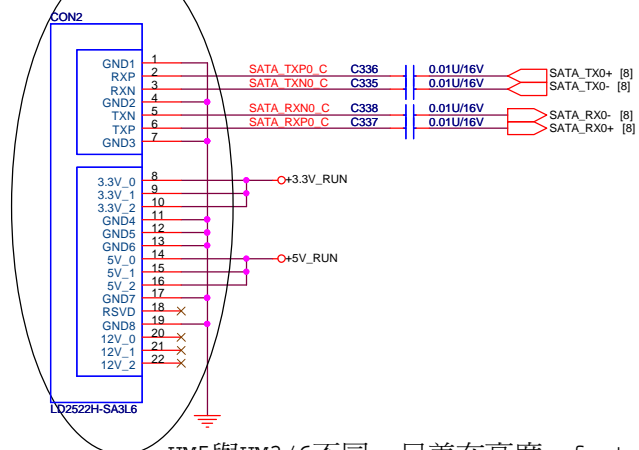 CON2
GND1 1
RXP 2 SATA_TXP0_C C336 0.01U/16V SATA_TX0+ [8]
RXN 3 SATA_TXN0_C C335 0.01U/16V SATA_TX0- [8]
GND2 4
TXN 5 SATA_RXN0_C C338 0.01U/16V SATA_RX0- [8]
TXP 6 SATA_RXP0_C C337 0.01U/16V SATA_RX0+ [8]
GND3 7
3.3V_0 8 +3.3V_RUN
3.3V_1 9
3.3V_2 10
GND4 11
GND5 12
GND6 13
5V_0 14 +5V_RUN
5V_1 15
5V_2 16
GND7 17
RSVD 18
GND8 19
12V_0 20
12V_1 21
12V_2 22
LD2522H-SA3L6